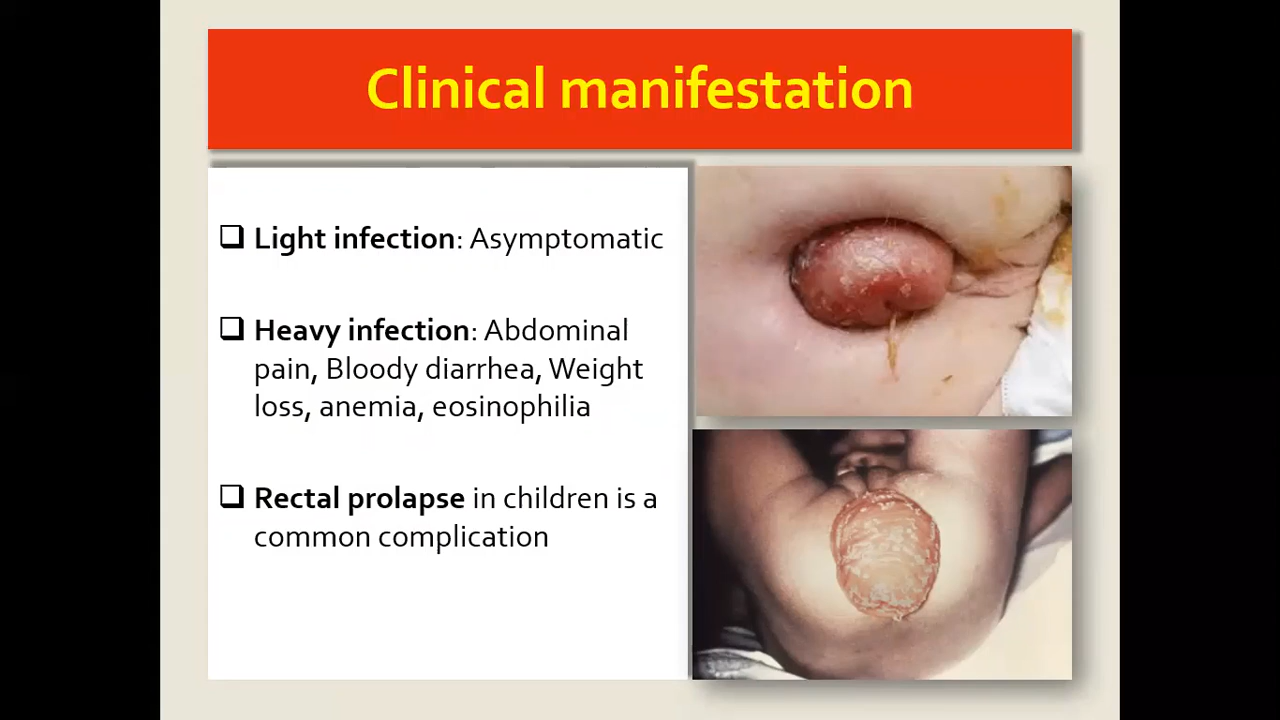 Clinical manifestation
❑ Light infection: Asymptomatic
❑ Heavy infection: Abdominal
pain, Bloody diarrhea, Weight
loss, anemia, eosinophilia
❑ Rectal prolapse in children is a
common complication